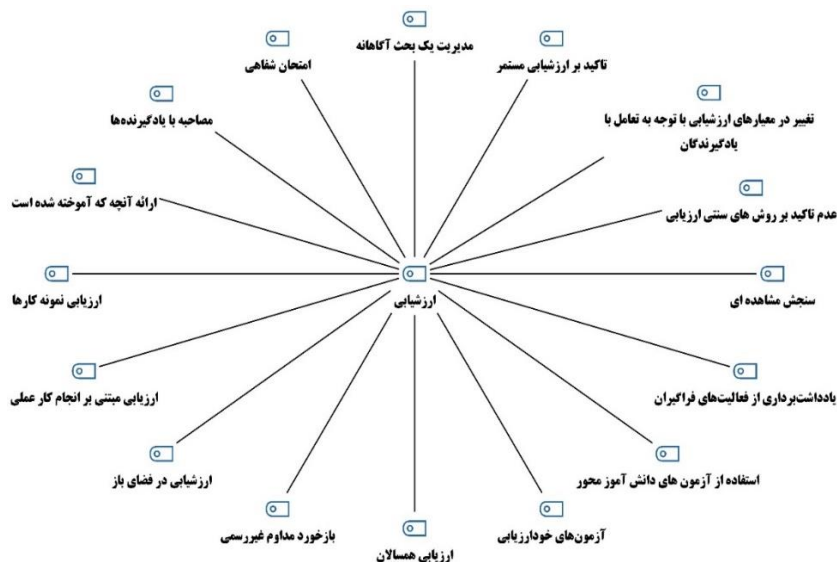 مدیریت یک بحث آگاهانه
امتحان شفاهی
تاکید بر ارزشیابی مستمر
مصاحبه با یادگیرنده‌ها
تغییر در معیارهای ارزشیابی با توجه به تعامل با
یادگیرندگان
ارائه آنچه که آموخته شده است
عدم تاکید بر روش های سنتی ارزیابی
ارزیابی نمونه کارها
ارزشیابی
سنجش مشاهده ای
ارزیابی مبتنی بر انجام کار عملی
یادداشت‌برداری از فعالیت‌های فراگیران
ارزشیابی در فضای باز
استفاده از آزمون های دانش آموز محور
بازخورد مداوم غیررسمی
ارزیابی همسالان
آزمون‌های خودارزیابی